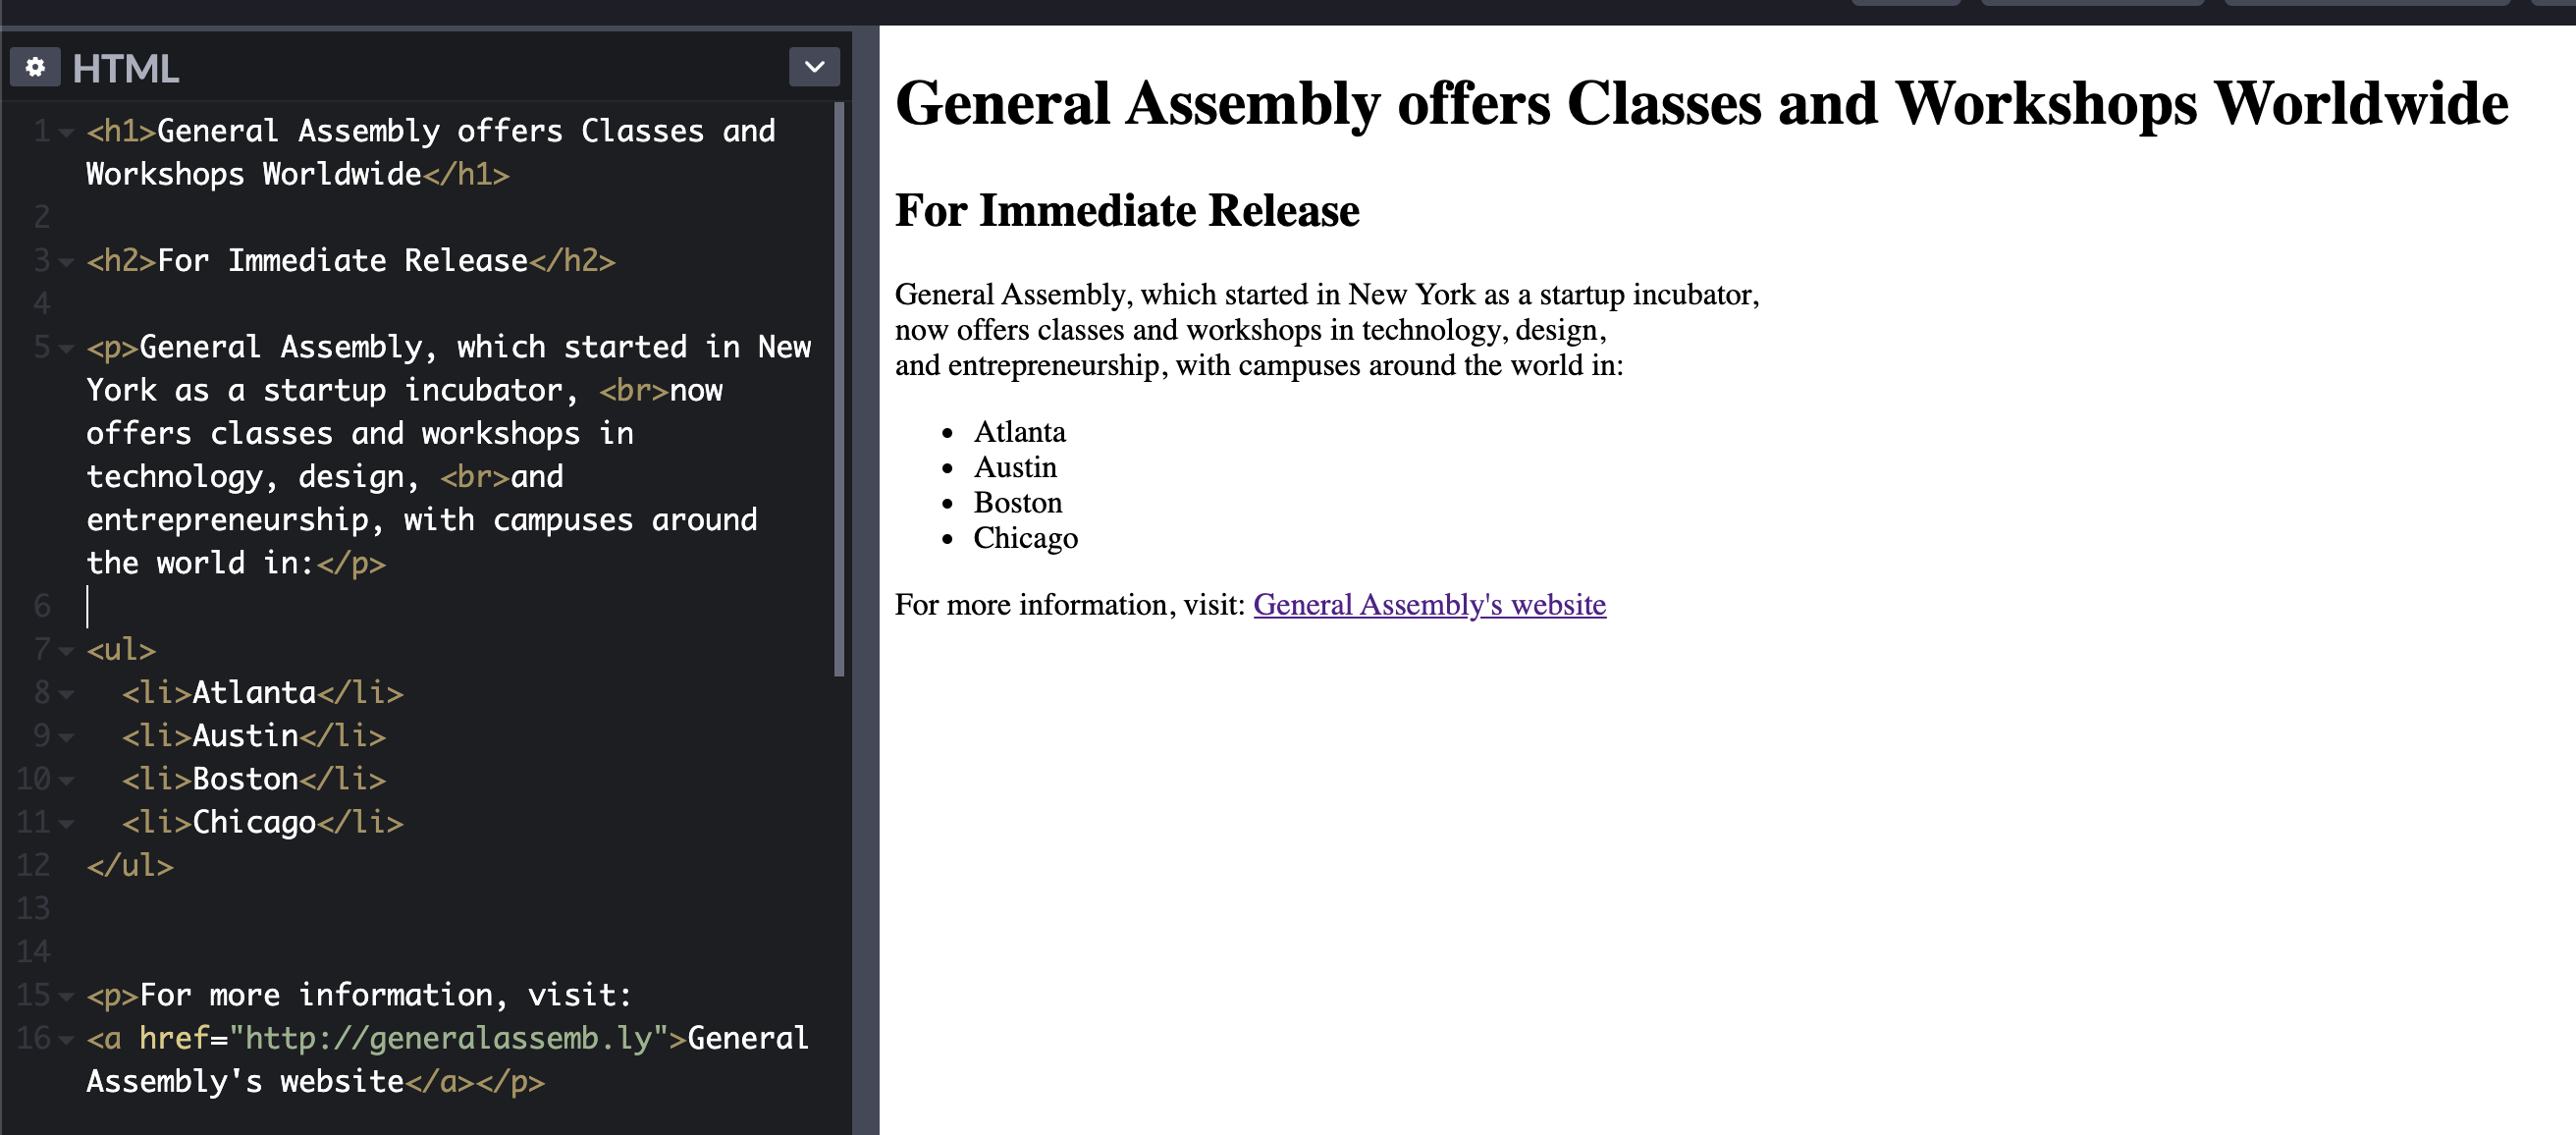 HTML
1 <h1>General Assembly offers Classes and
Workshops Worldwide</h1>
2
3 <h2>For Immediate Release</h2>
4
5 <p>General Assembly, which started in New
York as a startup incubator, <br>now
offers classes and workshops in
technology, design, <br>and
entrepreneurship, with campuses around
the world in:</p>
6
7 <ul>
8 <li>Atlanta</li>
9 <li>Austin</li>
10 <li>Boston</li>
11 <li>Chicago</li>
12 </ul>
13
14
15 <p>For more information, visit:
16 <a href="http://generalassemb.ly">General
Assembly's website</a></p>
General Assembly offers Classes and Workshops Worldwide
For Immediate Release
General Assembly, which started in New York as a startup incubator,
now offers classes and workshops in technology, design,
and entrepreneurship, with campuses around the world in:
• Atlanta
• Austin
• Boston
• Chicago
For more information, visit: General Assembly's website